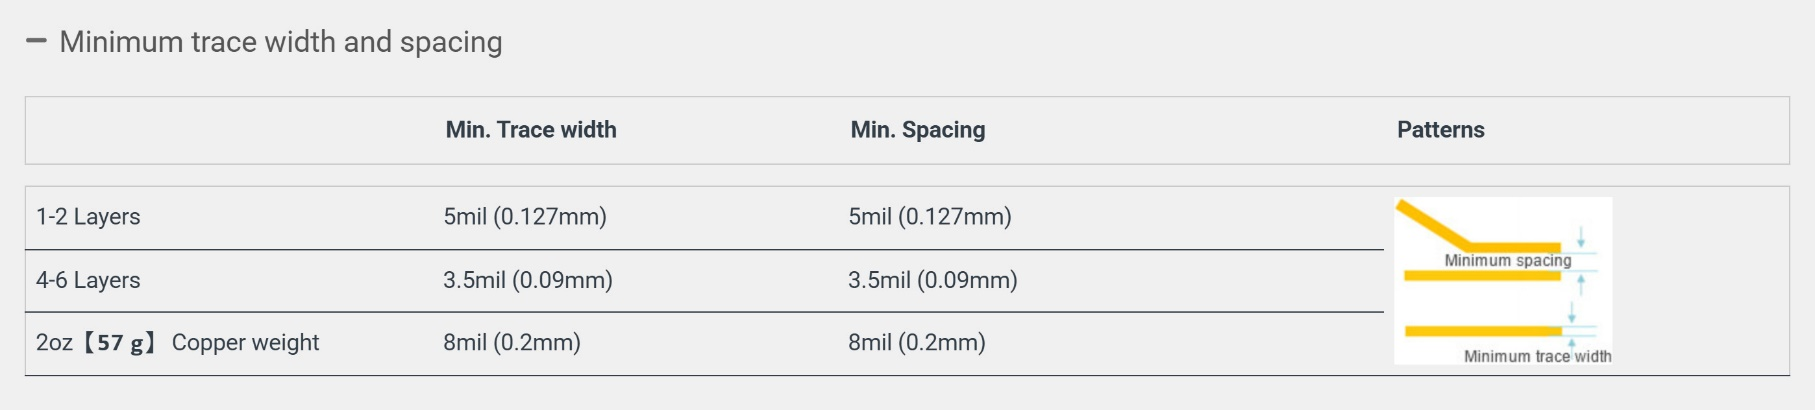 Minimum trace width and spacing
Min. Trace width Min. Spacing Patterns
1-2 Layers 5mil (0.127mm) 5mil (0.127mm)
4-6 Layers 3.5mil (0.09mm) 3.5mil (0.09mm)
2oz【57 g】 Copper weight 8mil (0.2mm) 8mil (0.2mm)
Minimum spacing
Minimum trace width